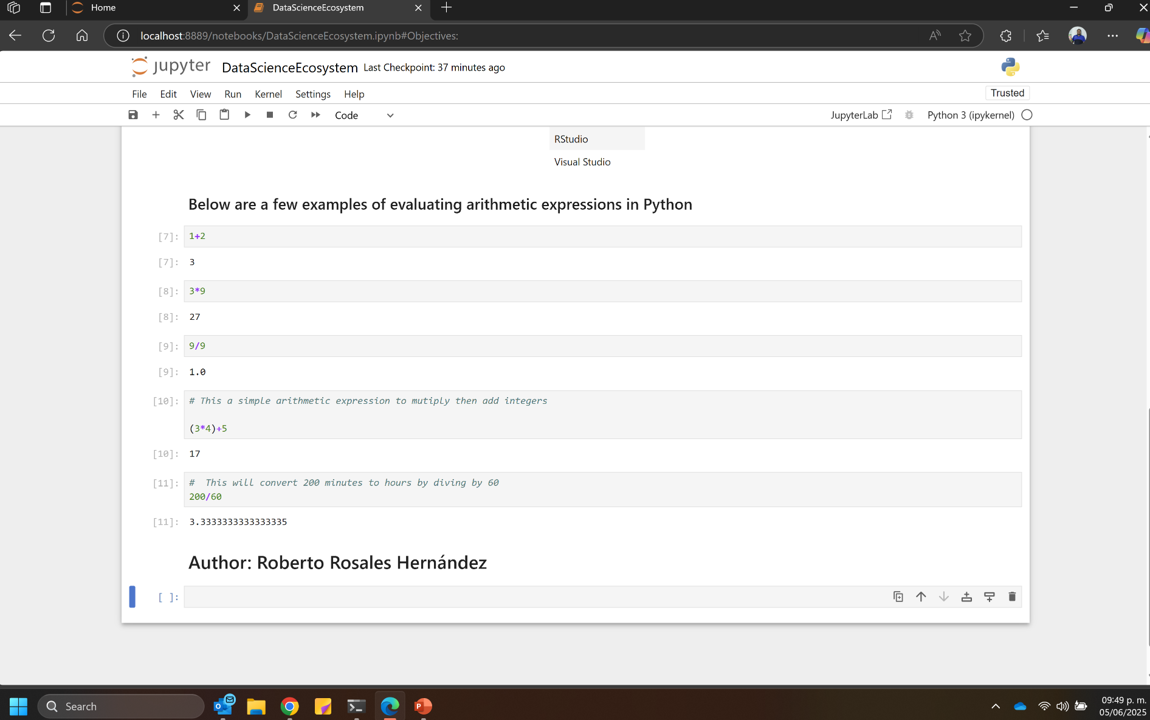 Home
DataScienceEcosystem
localhost:8889/notebooks/DataScienceEcosystem.ipynb#Objectives:
jupyter DataScienceEcosystem Last Checkpoint: 37 minutes ago
File Edit View Run Kernel Settings Help
Trusted
Code
JupyterLab
Python 3 (ipykernel)
RStudio
Visual Studio
Below are a few examples of evaluating arithmetic expressions in Python
[7]: 1+2
[7]: 3
[8]: 3*9
[8]: 27
[9]: 9/9
[9]: 1.0
[10]: # This a simple arithmetic expression to mutiply then add integers
(3*4)+5
[10]: 17
[11]: #  This will convert 200 minutes to hours by diving by 60
200/60
[11]: 3.3333333333333335
Author: Roberto Rosales Hernández
[ ]:
Search
09:49 p. m.
05/06/2025